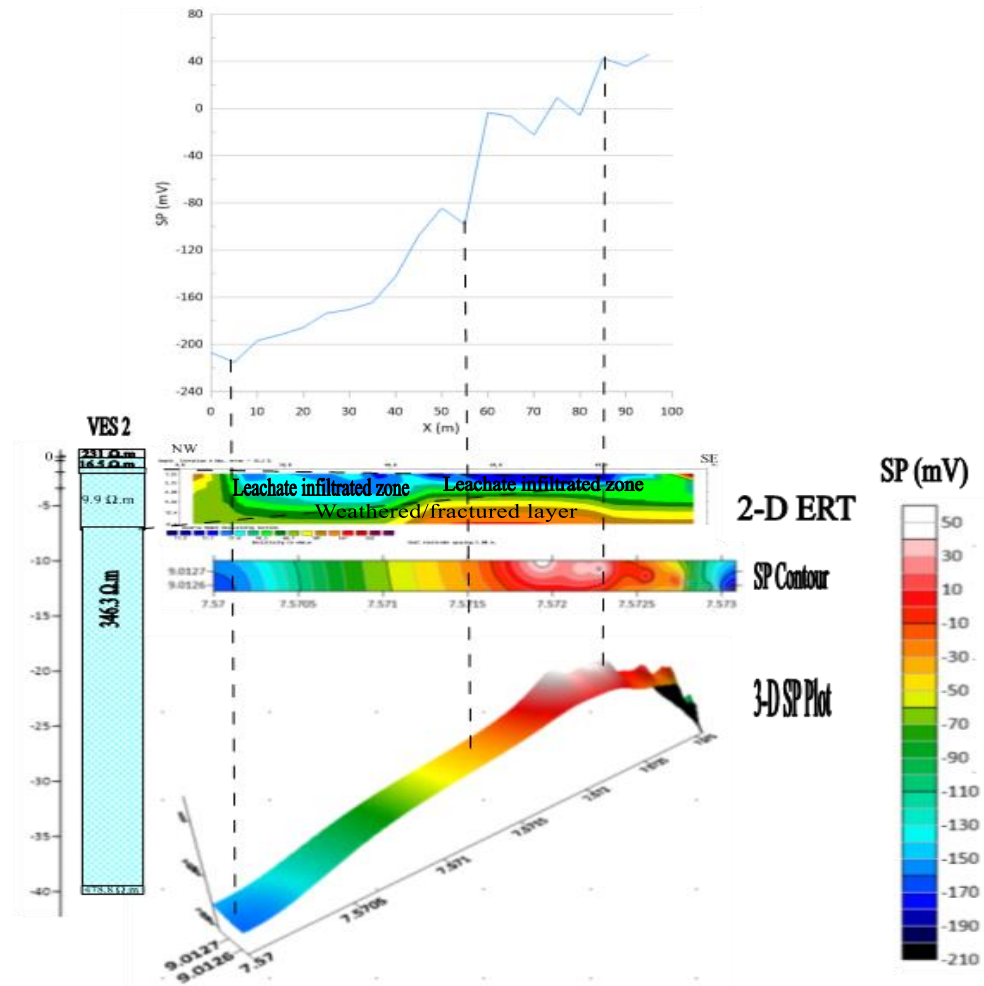 80
40
0
-40
-80
-120
-160
-200
-240
SP (mV)
0 10 20 30 40 50 60 70 80 90 100
X (m)
VES 2
0
-5
-10
-15
-20
-25
-30
-35
-40
231 Ω.m
16.5 Ω.m
9.9 Ω.m
346.3 Ω.m
NW
SE
Leachate infiltrated zone
Leachate infiltrated zone
Weathered/fractured layer
2-D ERT
9.0127
9.0126
7.57 7.5705 7.571 7.5715 7.572 7.5725 7.573
SP Contour
3-D SP Plot
9.0127
9.0126
7.57
7.5705
7.571
7.5715
7.572
SP (mV)
50
30
10
-10
-30
-50
-70
-90
-110
-130
-150
-170
-190
-210